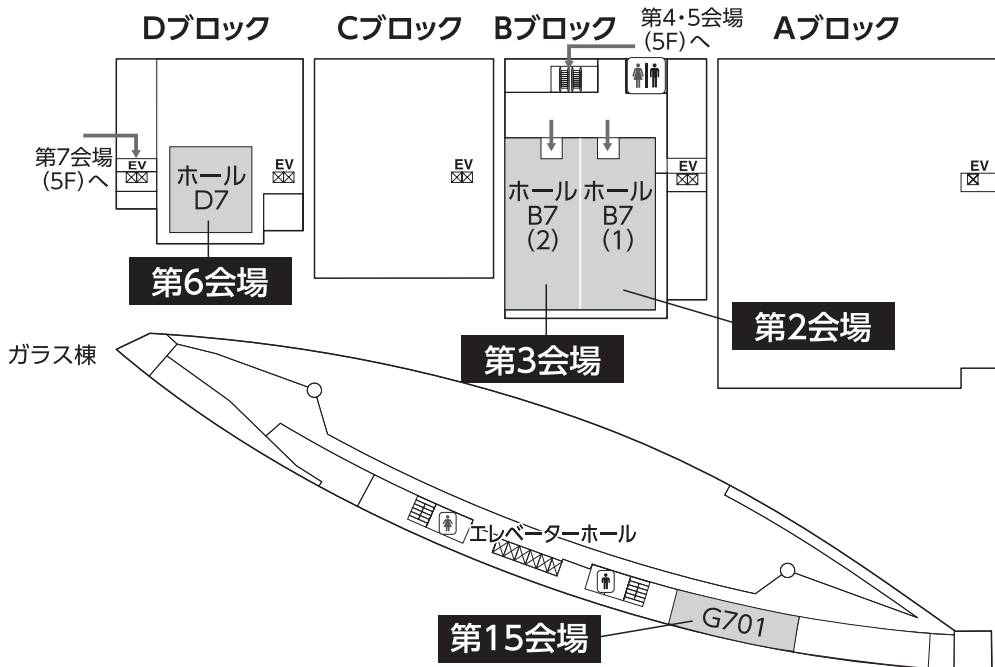 Dブロック
Cブロック
Bブロック
Aブロック
第4・5会場
(5F)へ
第7会場
(5F)へ
EV
ホール
D7
EV
EV
ホール
B7
(2)
ホール
B7
(1)
EV
EV
第6会場
第3会場
第2会場
ガラス棟
エレベーターホール
G701
第15会場